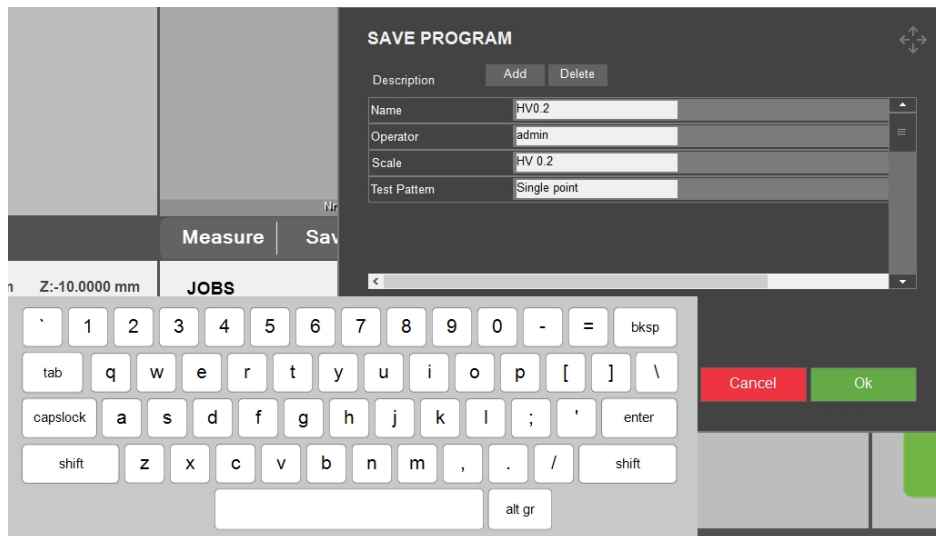 SAVE PROGRAM
Description Add Delete
Name HV0.2
Operator admin
Scale HV 0.2
Test Pattern Single point
Measure Sav
Z:-10.0000 mm
JOBS
` 1 2 3 4 5 6 7 8 9 0 - = bksp
tab q w e r t y u i o p [ ] \
capslock a s d f g h j k l ; ' enter
shift z x c v b n m , . / shift
alt gr
Cancel Ok